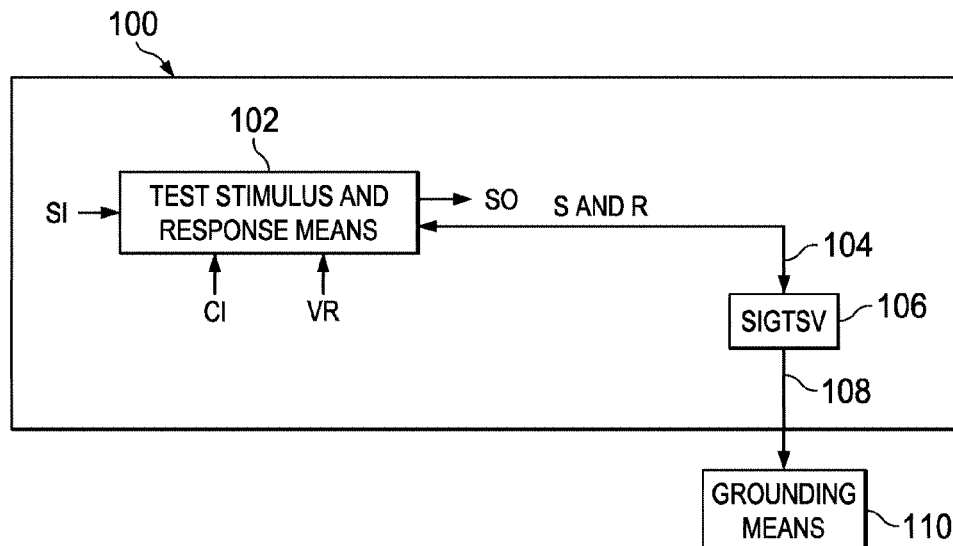 100
102
TEST STIMULUS AND
RESPONSE MEANS
SI
SO
S AND R
104
CI
VR
SIGTSV
106
108
GROUNDING
MEANS
110